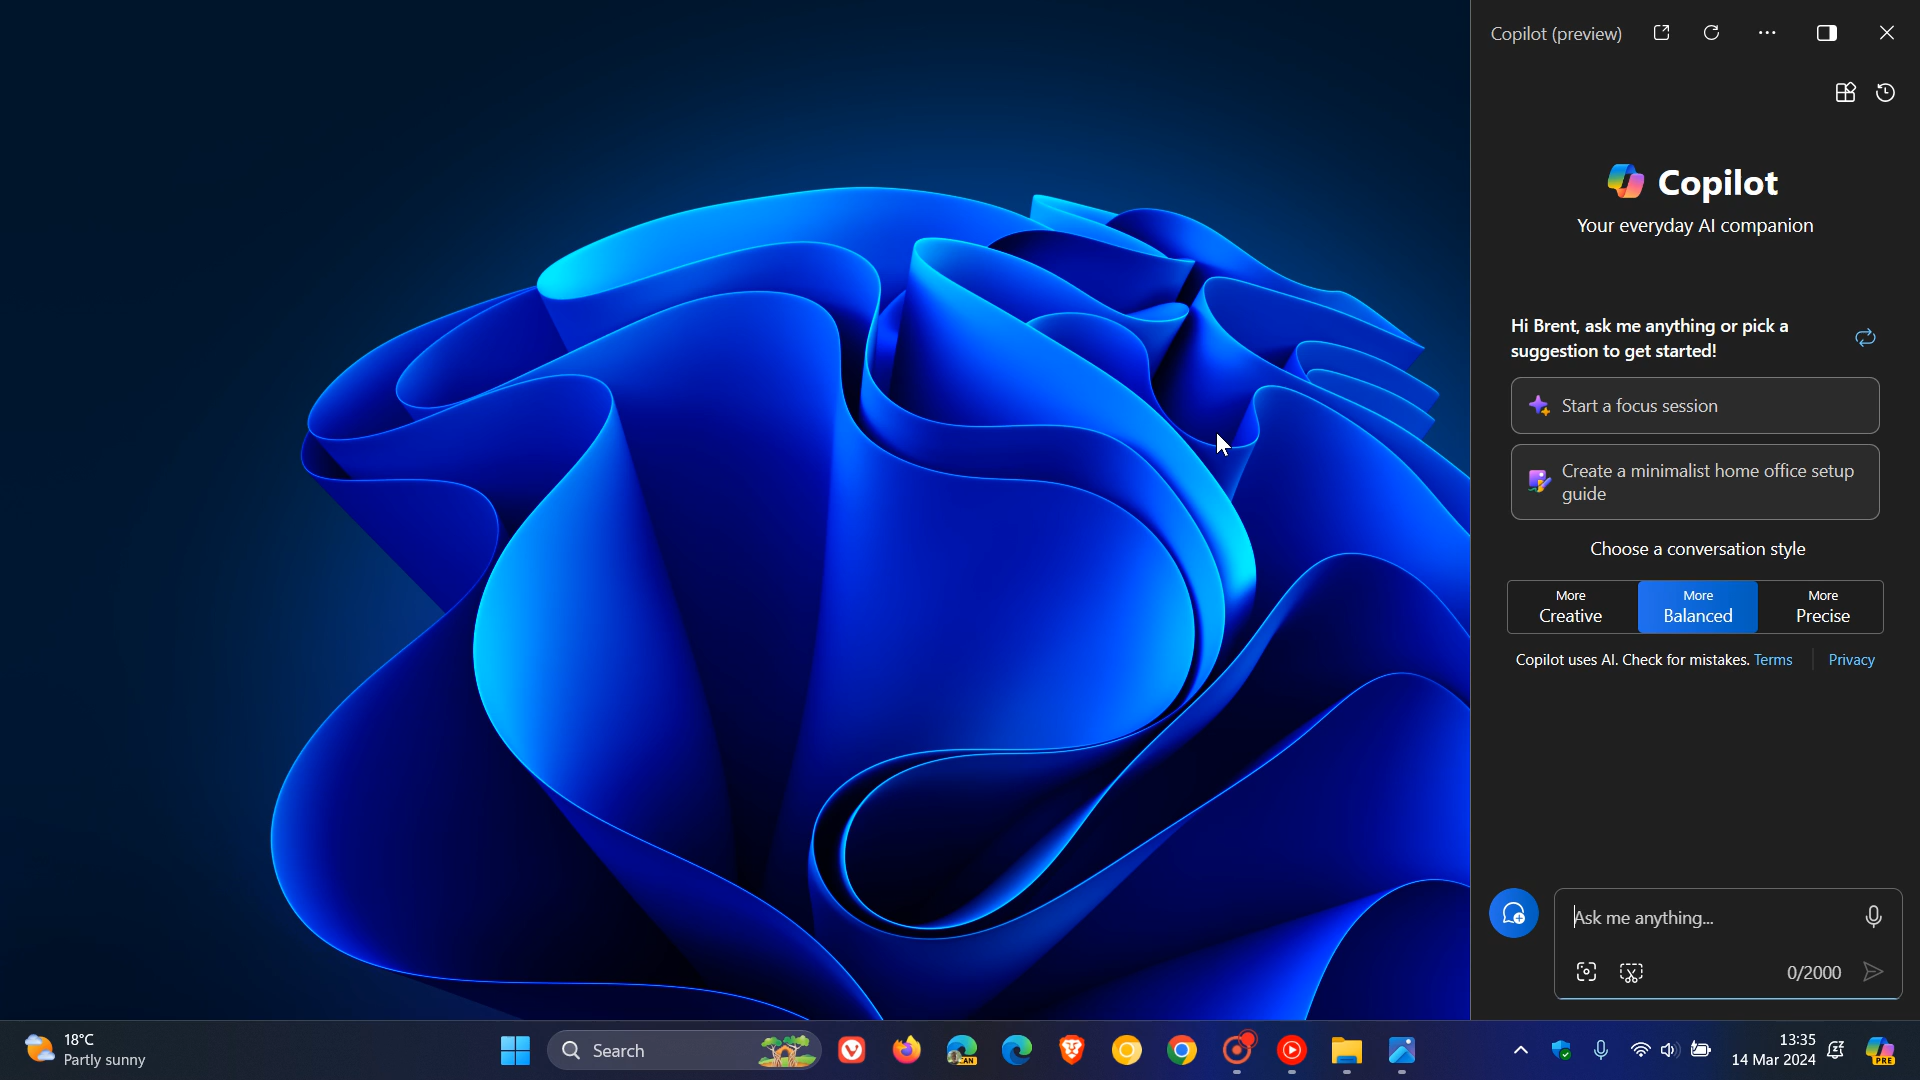 Copilot (preview)
Copilot
Your everyday AI companion
Hi Brent, ask me anything or pick a
suggestion to get started!
Start a focus session
Create a minimalist home office setup
guide
Choose a conversation style
More
Creative
More
Balanced
More
Precise
Copilot uses AI. Check for mistakes. Terms
Privacy
Ask me anything...
0/2000
18°C
Partly sunny
Search
CAN
13:35
14 Mar 2024
PRE